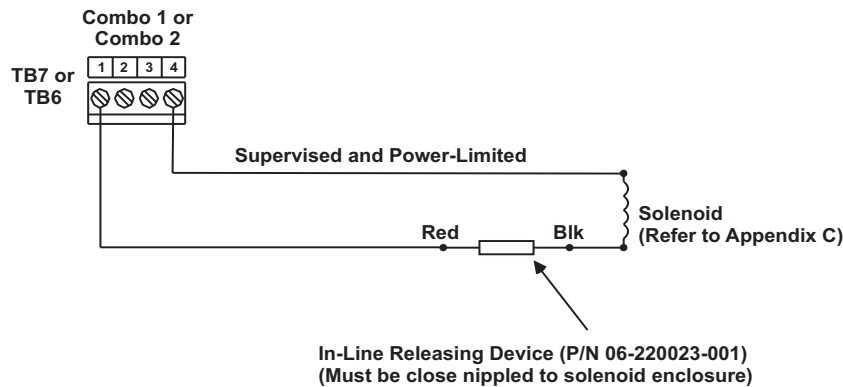 Combo 1 or
Combo 2
TB7 or
TB6
1 2 3 4
Supervised and Power-Limited
Solenoid
(Refer to Appendix C)
Red
Blk
In-Line Releasing Device (P/N 06-220023-001)
(Must be close nippled to solenoid enclosure)